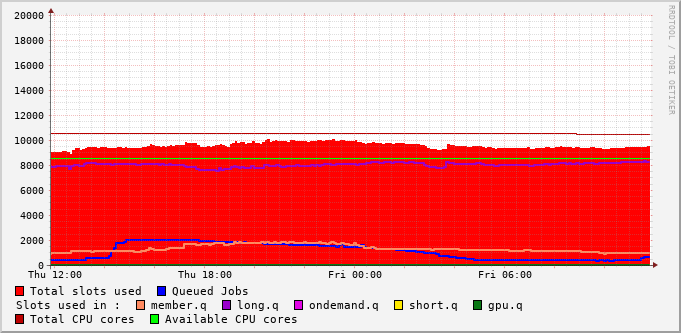 20000
18000
16000
14000
12000
10000
8000
6000
4000
2000
0
Thu 12:00 Thu 18:00 Fri 00:00 Fri 06:00
Total slots used Queued Jobs
Slots used in : member.q long.q ondemand.q short.q gpu.q
Total CPU cores Available CPU cores
RRDTOOL / TOBI OETIKER